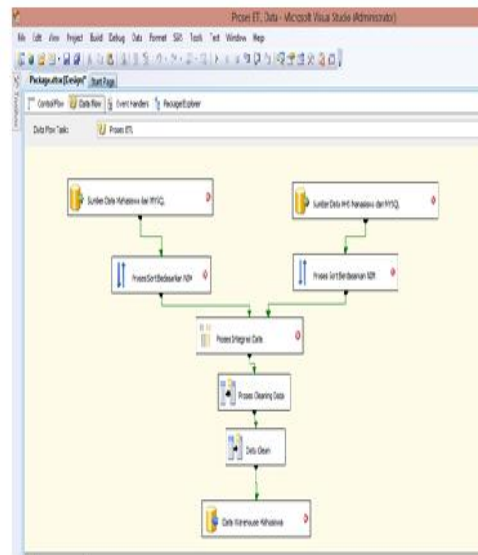 Proses ETL Data - Microsoft Visual Studio (Administrator)
File Edit View Project Build Debug Data Format SSIS Tools Test Window Help
Package.dtsx [Design]* Start Page
Control Flow Data Flow Event Handlers Package Explorer
Data Flow Task: Proses ETL
Sumber Data Mahasiswa dari MYSQL
Sumber Data Mahasiswa dari MYSQL
Proses Sort Berdasarkan NIM
Proses Sort Berdasarkan NIM
Proses Integrasi Data
Proses Cleaning Data
Data Clean
Data Warehouse Mahasiswa